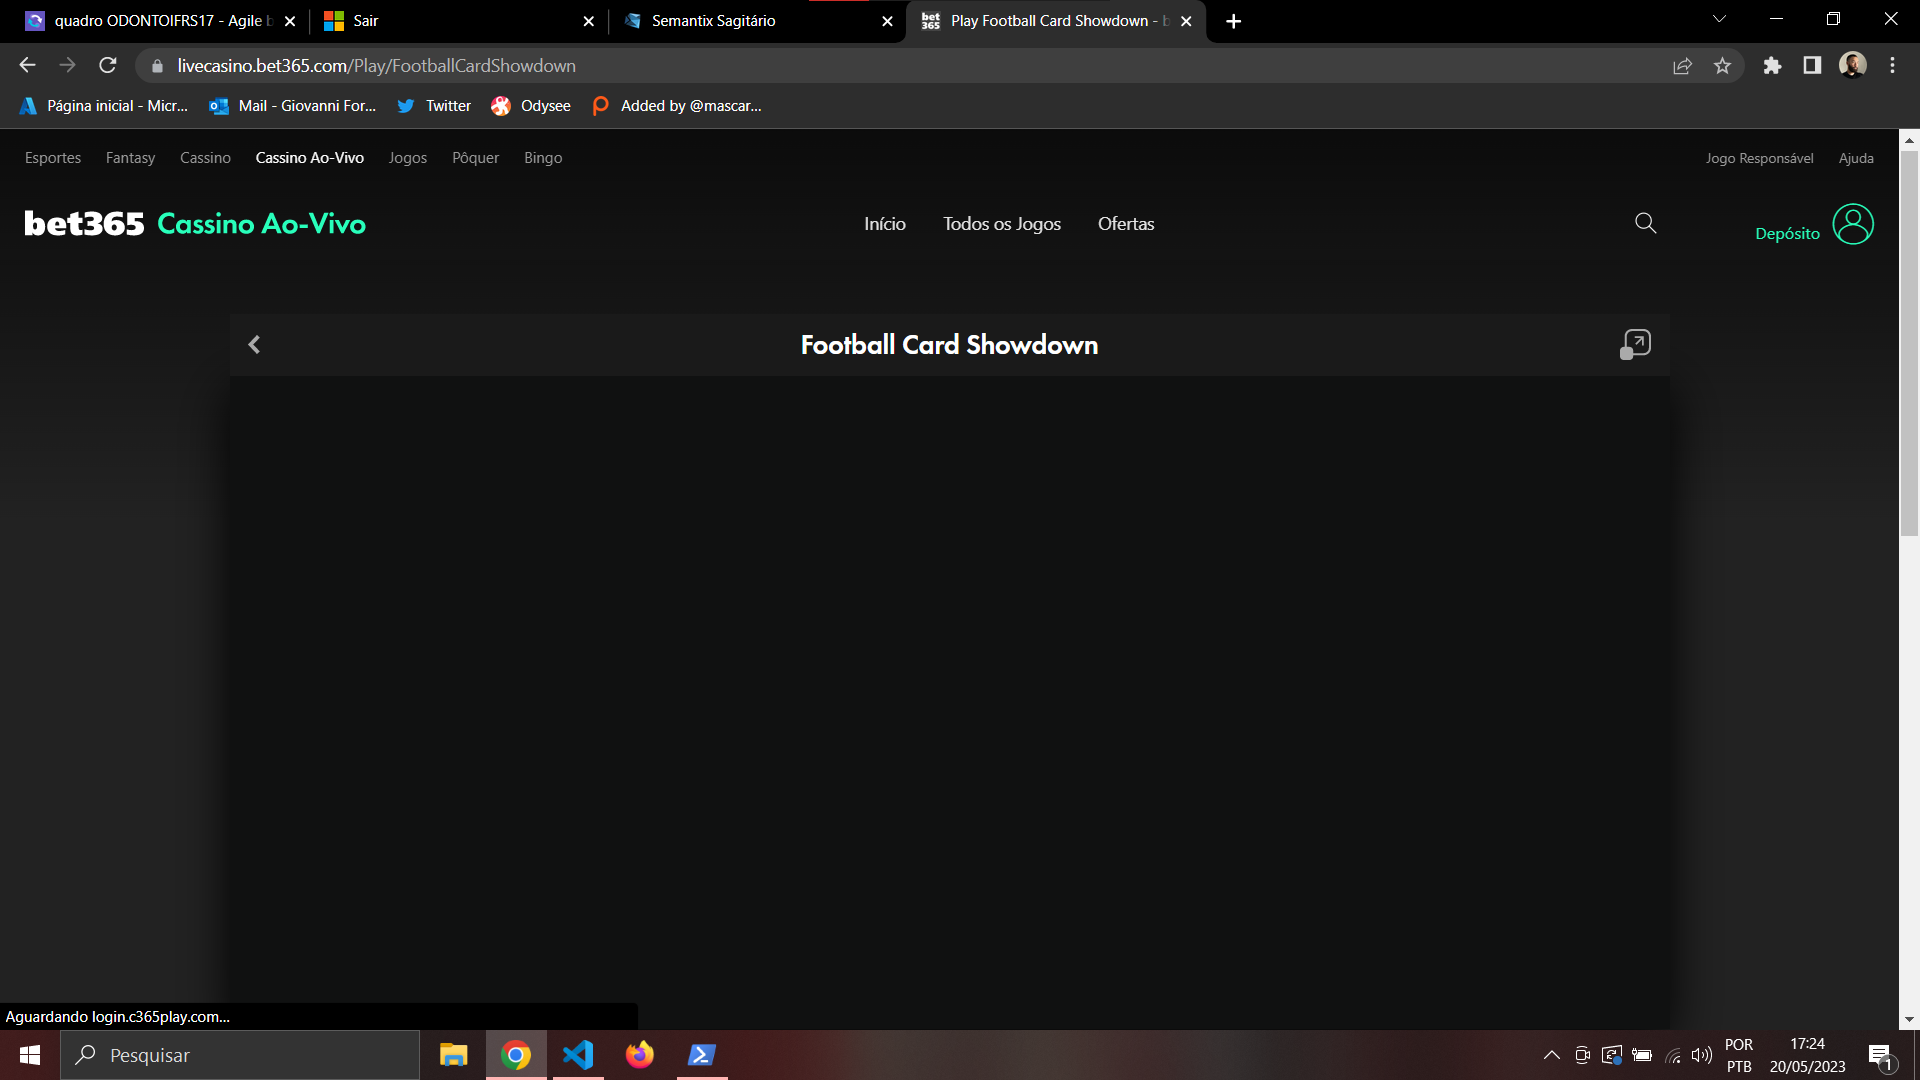 quadro ODONTOIFRS17 - Agile b
Sair
Semantix Sagitário
bet365 Play Football Card Showdown - b
livecasino.bet365.com/Play/FootballCardShowdown
Página inicial - Micr...
Mail - Giovanni For...
Twitter
Odysee
Added by @mascar...
Esportes Fantasy Cassino Cassino Ao-Vivo Jogos Pôquer Bingo
Jogo Responsável Ajuda
bet365 Cassino Ao-Vivo
Início Todos os Jogos Ofertas
Depósito
Football Card Showdown
Aguardando login.c365play.com...
Pesquisar
POR
PTB
17:24
20/05/2023
1